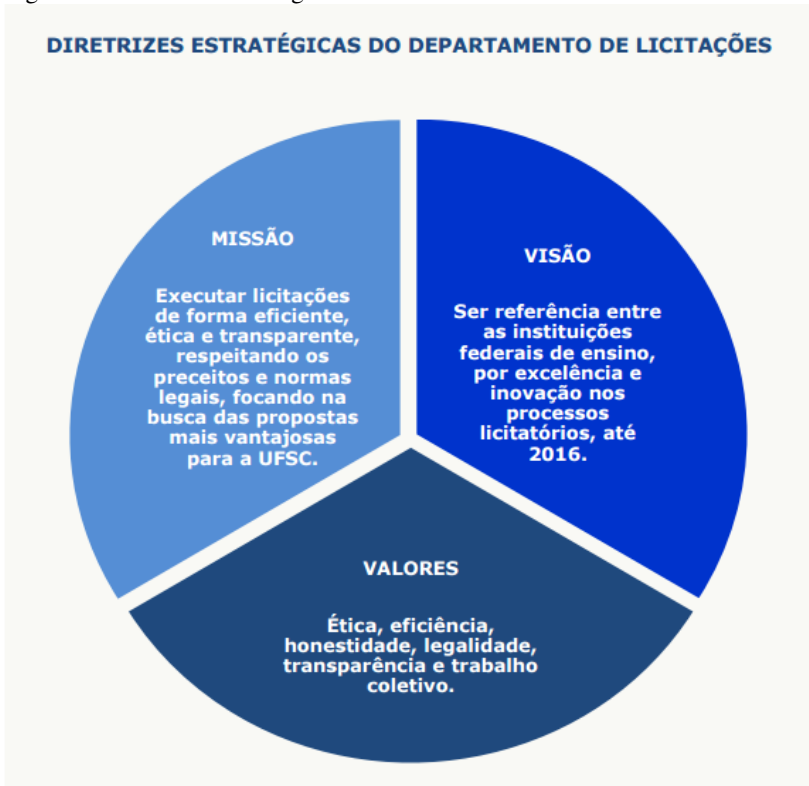 DIRETRIZES ESTRATÉGICAS DO DEPARTAMENTO DE LICITAÇÕES
MISSÃO
Executar licitações
de forma eficiente,
ética e transparente,
respeitando os
preceitos e normas
legais, focando na
busca das propostas
mais vantajosas
para a UFSC.
VISÃO
Ser referência entre
as instituições
federais de ensino,
por excelência e
inovação nos
processos
licitatórios, até
2016.
VALORES
Ética, eficiência,
honestidade, legalidade,
transparência e trabalho
coletivo.